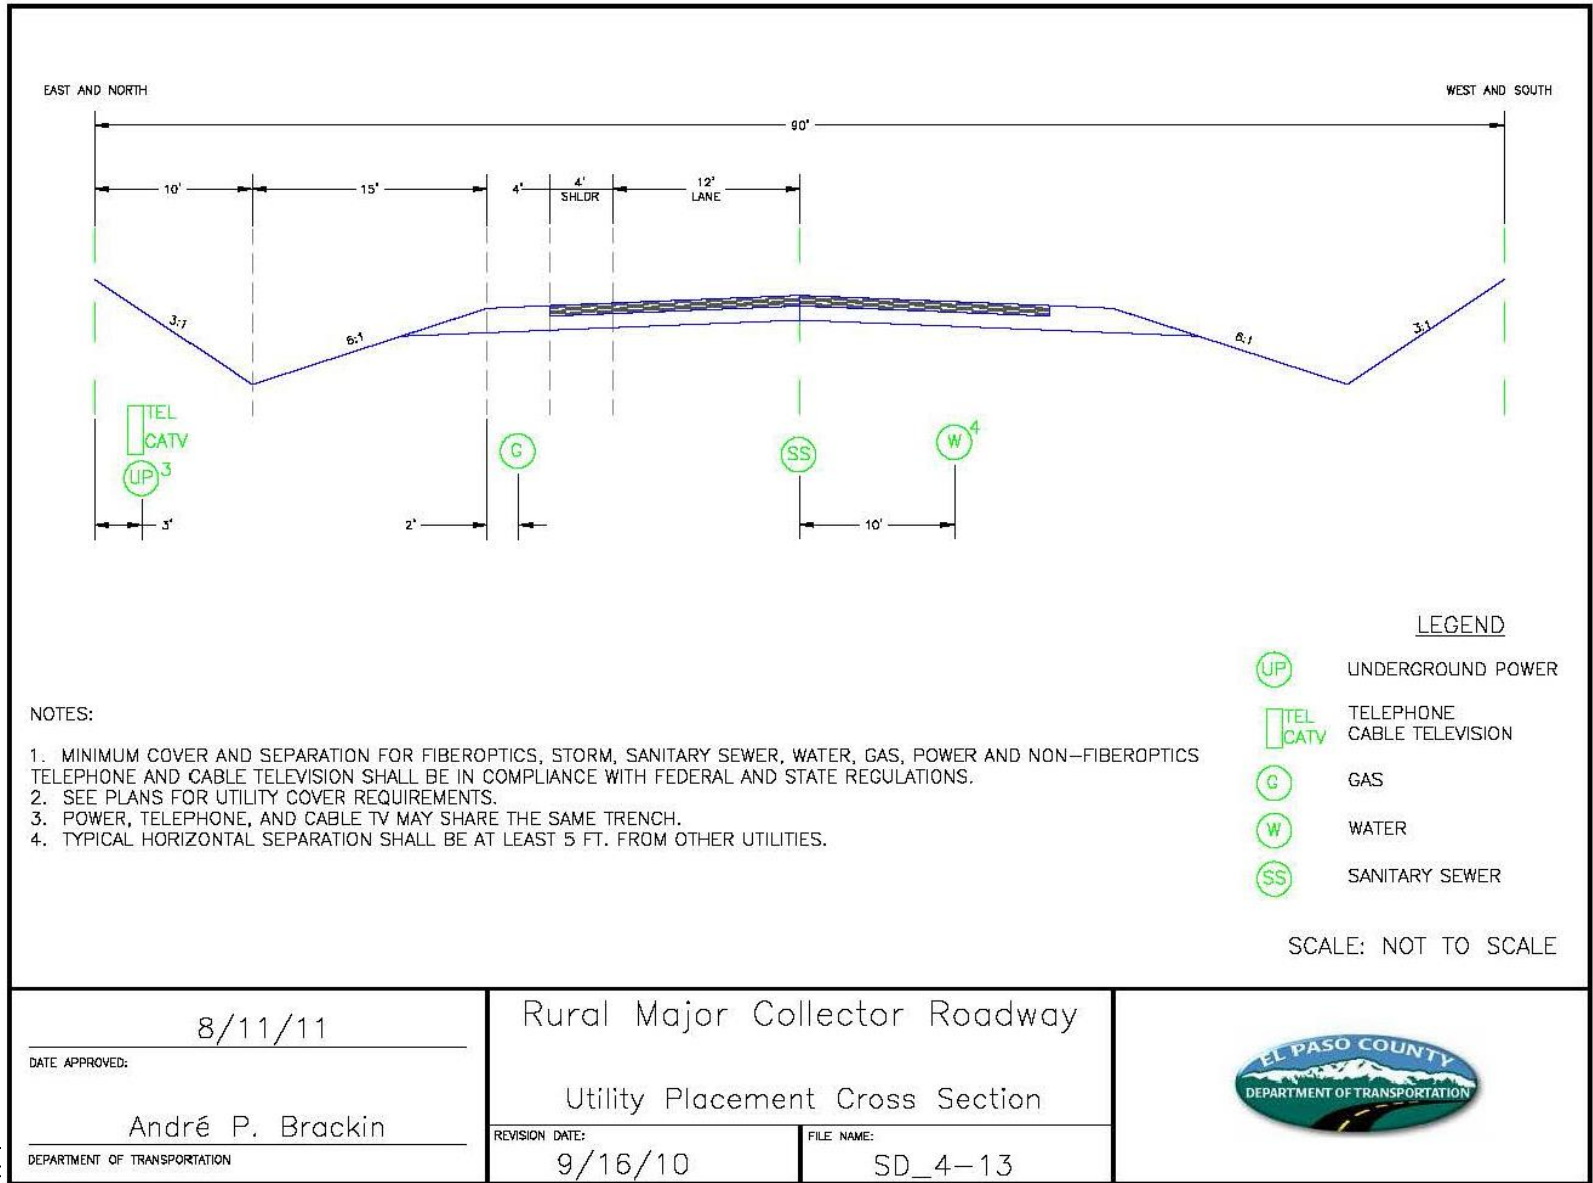 EAST AND NORTH
WEST AND SOUTH
90'
10'
15'
4'
4'
SHLDR
12'
LANE
3:1
6:1
6:1
3:1
TEL
CATV
UP
3
G
SS
W
4
3'
2'
10'
LEGEND
UP
UNDERGROUND POWER
TEL
CATV
TELEPHONE
CABLE TELEVISION
G
GAS
W
WATER
SS
SANITARY SEWER
SCALE: NOT TO SCALE
NOTES:
1. MINIMUM COVER AND SEPARATION FOR FIBEROPTICS, STORM, SANITARY SEWER, WATER, GAS, POWER AND NON-FIBEROPTICS
TELEPHONE AND CABLE TELEVISION SHALL BE IN COMPLIANCE WITH FEDERAL AND STATE REGULATIONS.
2. SEE PLANS FOR UTILITY COVER REQUIREMENTS.
3. POWER, TELEPHONE, AND CABLE TV MAY SHARE THE SAME TRENCH.
4. TYPICAL HORIZONTAL SEPARATION SHALL BE AT LEAST 5 FT. FROM OTHER UTILITIES.
8/11/11
DATE APPROVED:
André P. Brackin
DEPARTMENT OF TRANSPORTATION
Rural Major Collector Roadway
Utility Placement Cross Section
REVISION DATE:
9/16/10
FILE NAME:
SD_4-13
EL PASO COUNTY
DEPARTMENT OF TRANSPORTATION